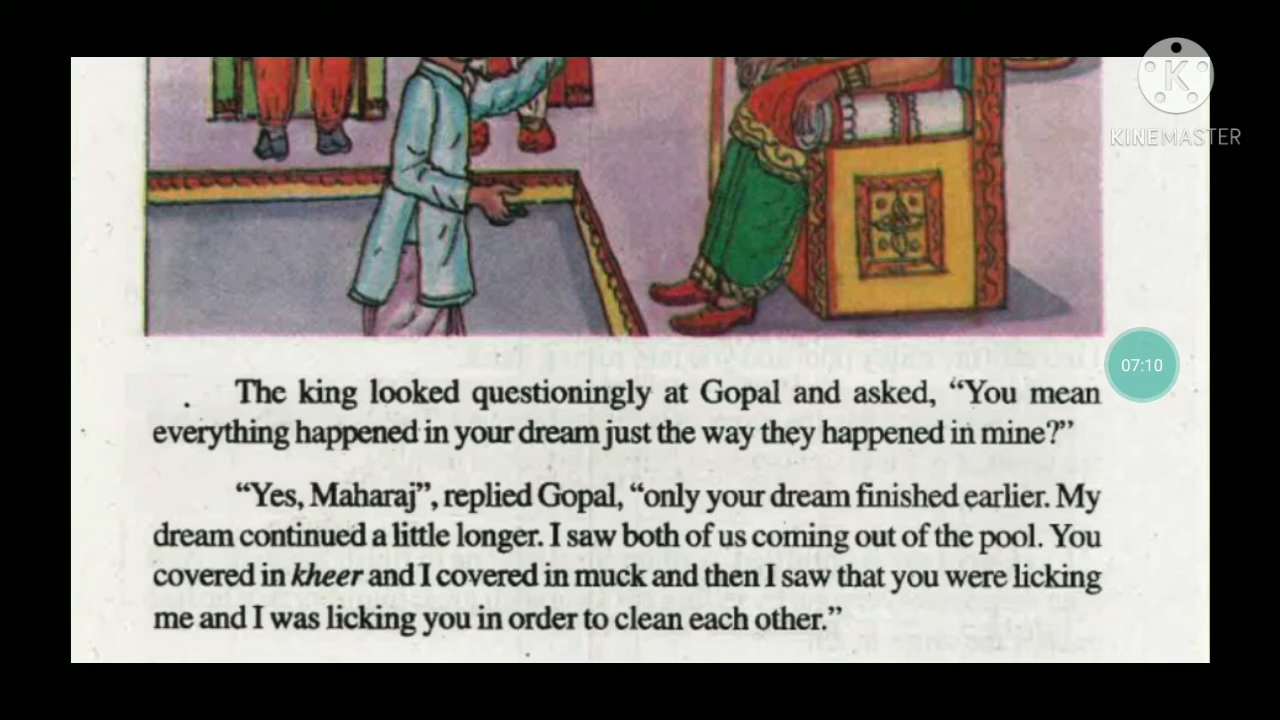 KINEMASTER
07:10
The king looked questioningly at Gopal and asked, “You mean
everything happened in your dream just the way they happened in mine?”
“Yes, Maharaj”, replied Gopal, “only your dream finished earlier. My
dream continued a little longer. I saw both of us coming out of the pool. You
covered in kheer and I covered in muck and then I saw that you were licking
me and I was licking you in order to clean each other.”